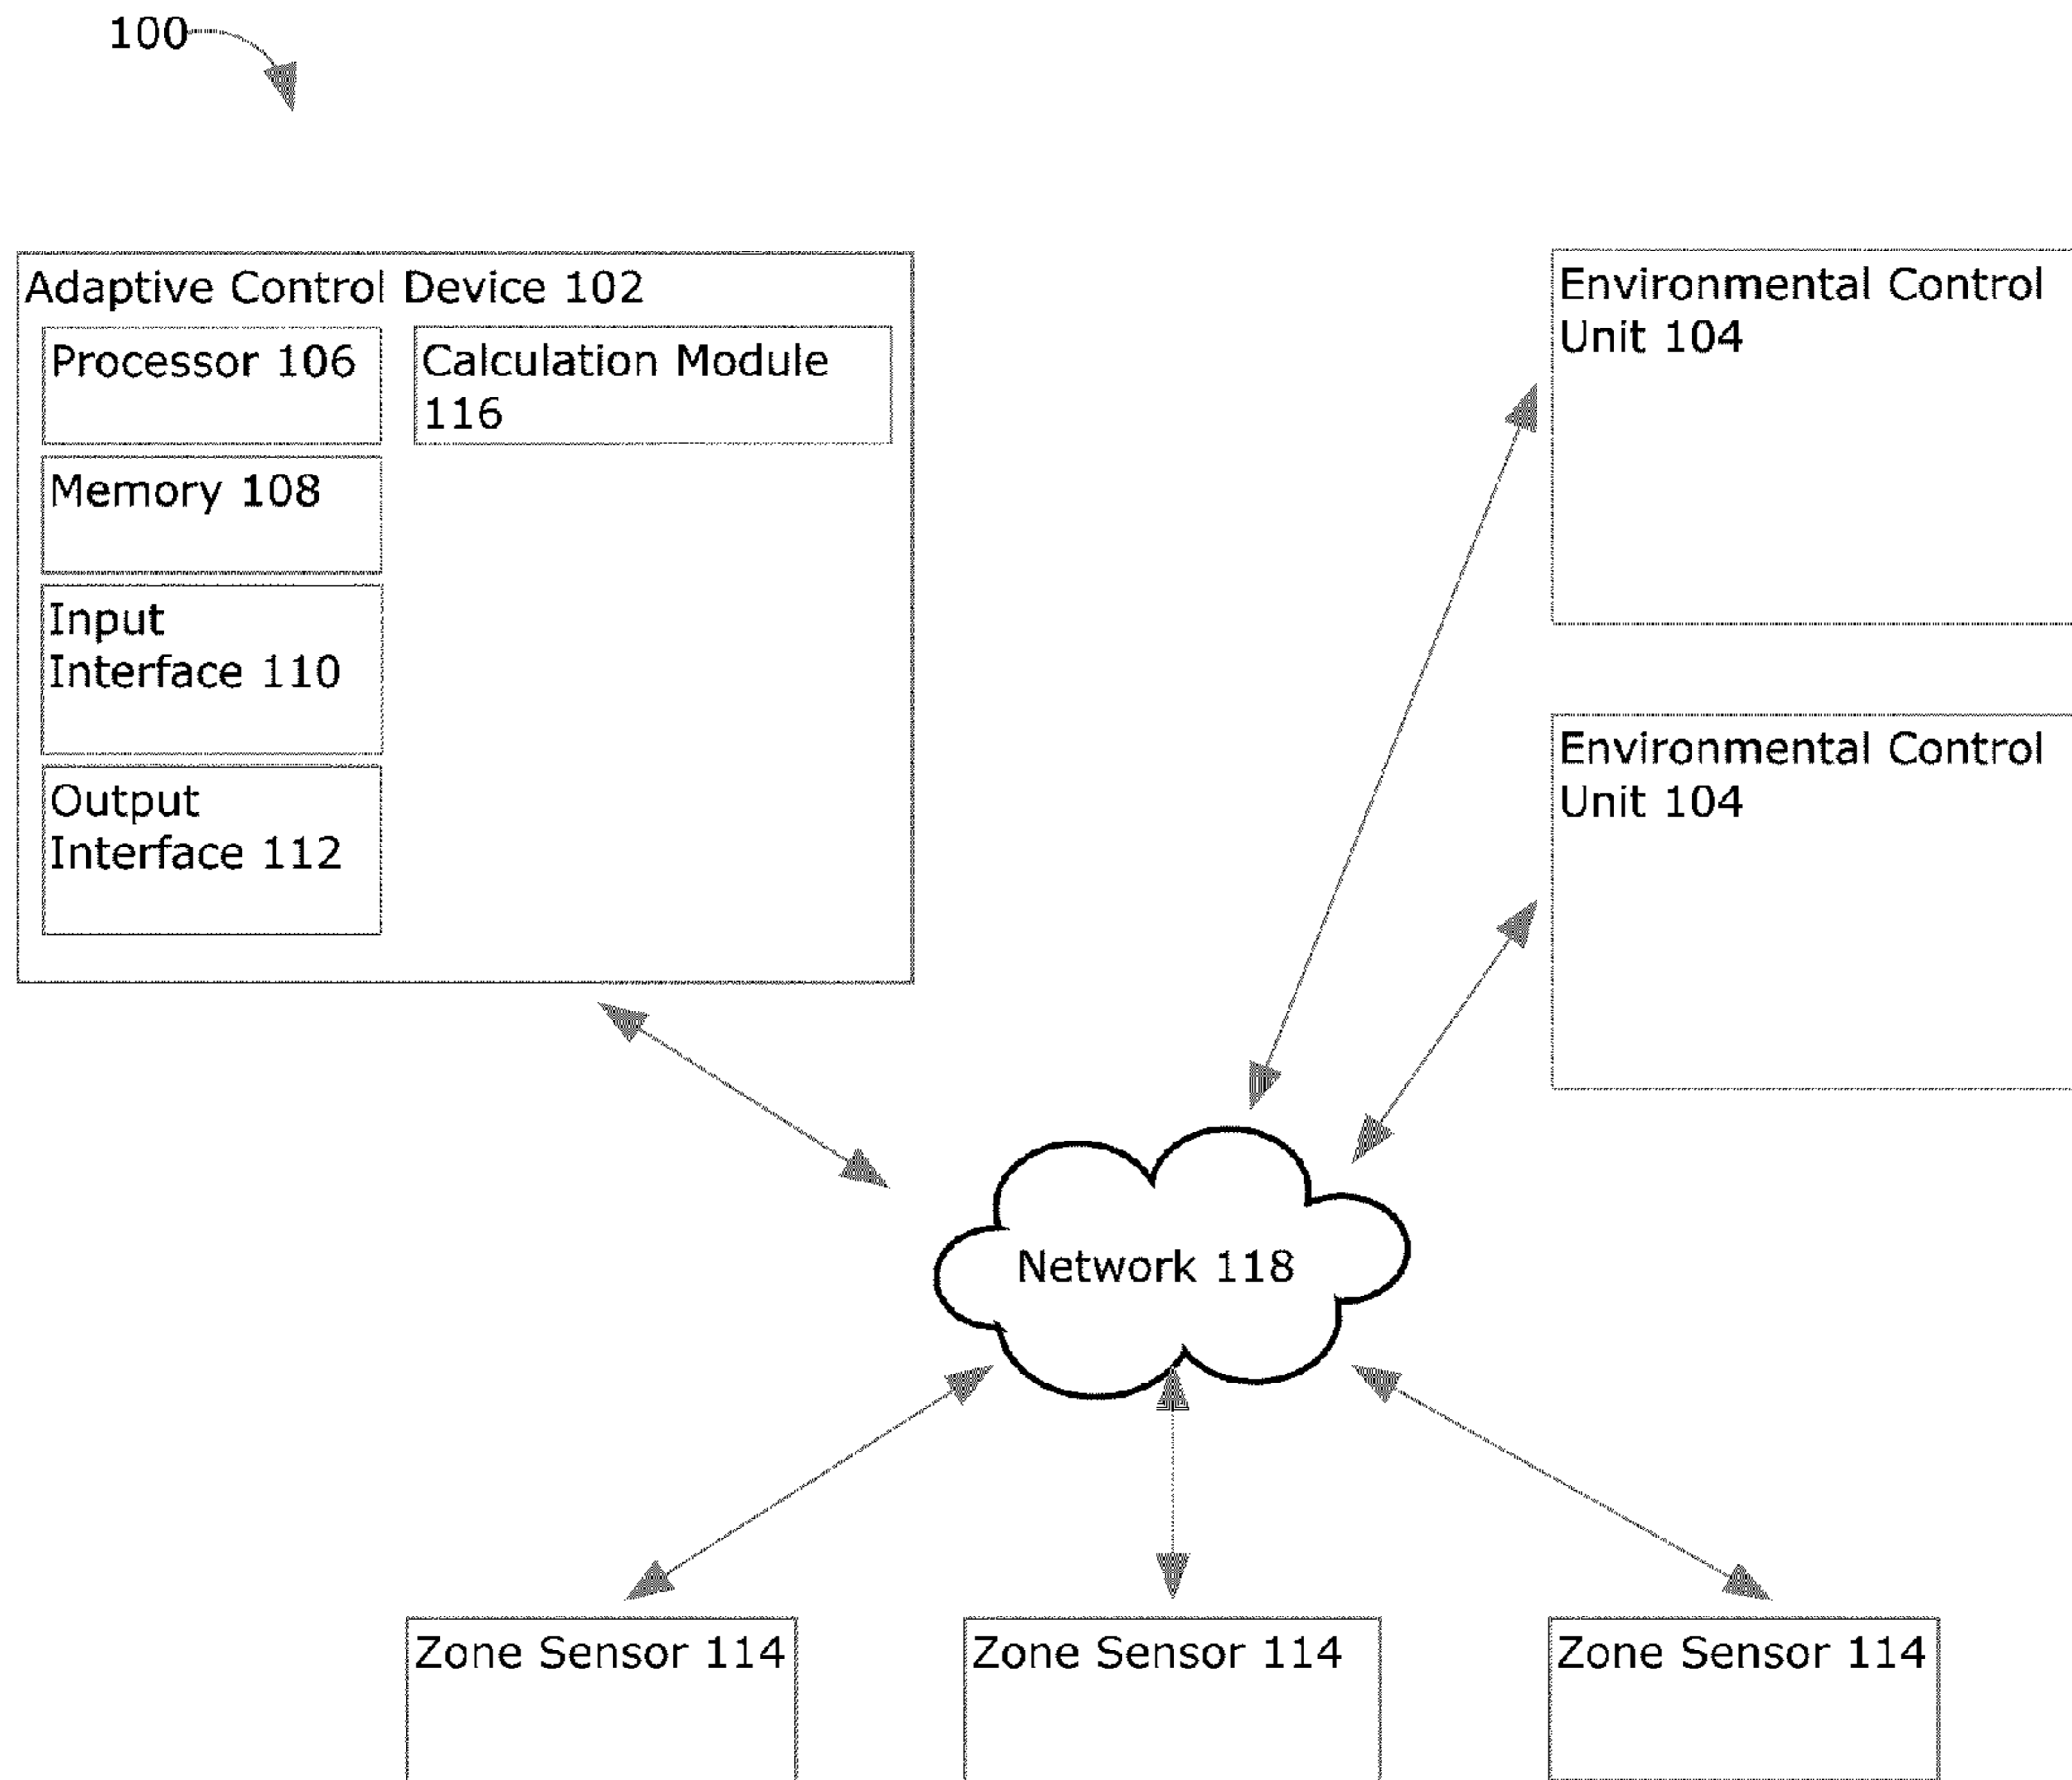 100
Adaptive Control Device 102
Processor 106
Calculation Module
116
Memory 108
Input
Interface 110
Output
Interface 112
Environmental Control
Unit 104
Environmental Control
Unit 104
Network 118
Zone Sensor 114
Zone Sensor 114
Zone Sensor 114